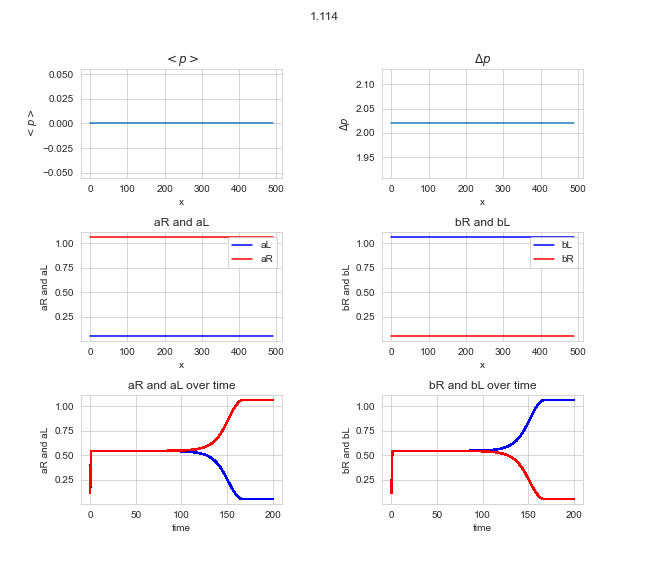 1.114
< p >
0.050
0.025
0.000
−0.025
−0.050
< p >
0 100 200 300 400 500
x
Δp
2.10
2.05
2.00
1.95
Δp
0 100 200 300 400 500
x
aR and aL
1.00
0.75
0.50
0.25
aR and aL
aL
aR
0 100 200 300 400 500
x
bR and bL
1.00
0.75
0.50
0.25
bR and bL
bL
bR
0 100 200 300 400 500
x
aR and aL over time
1.00
0.75
0.50
0.25
aR and aL
0 50 100 150 200
time
bR and bL over time
1.00
0.75
0.50
0.25
bR and bL
0 50 100 150 200
time